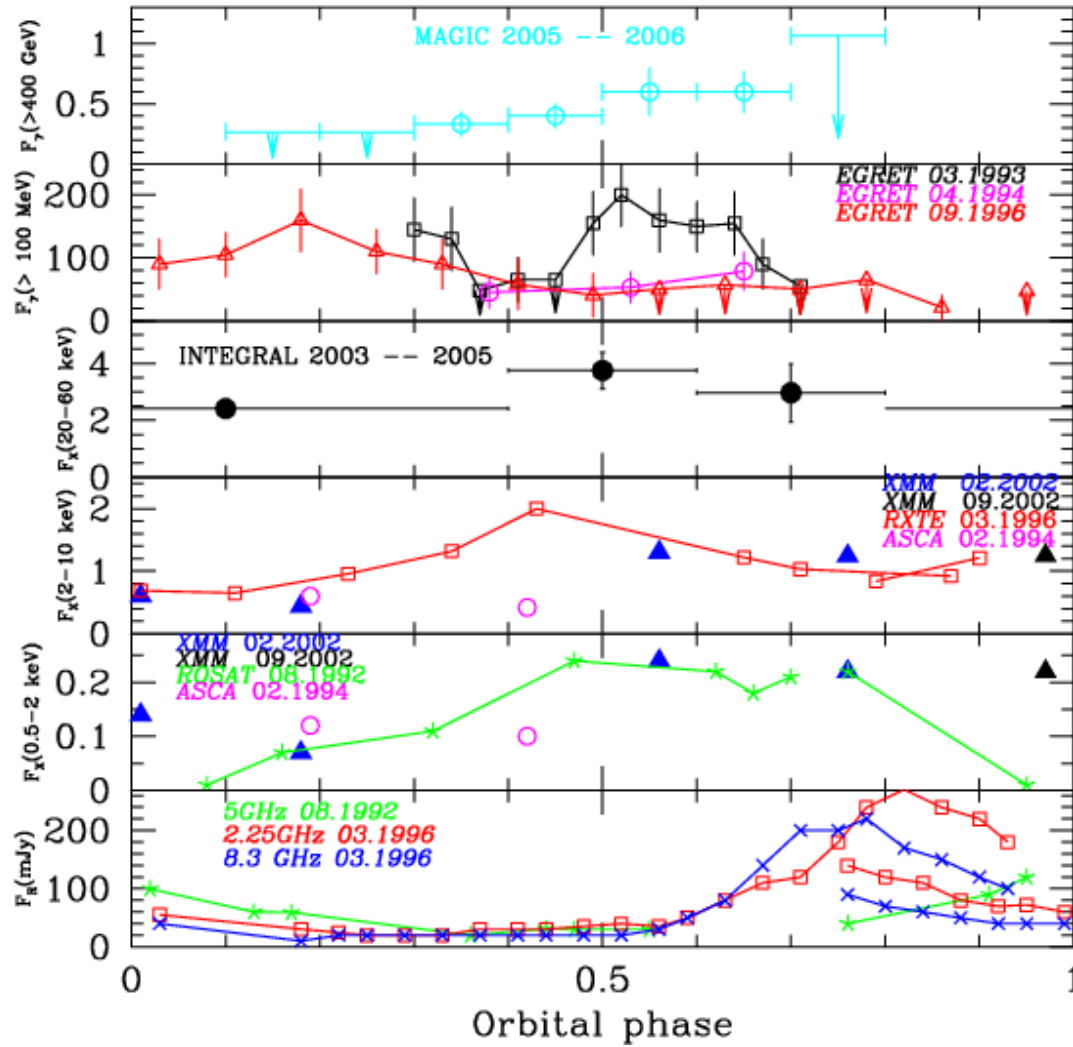 F_γ(>400 GeV)
1
0.5
0
MAGIC 2005 -- 2006
F_γ(> 100 MeV)
200
100
0
EGRET 03.1993
EGRET 04.1994
EGRET 09.1996
F_X(20-60 keV)
4
2
0
INTEGRAL 2003 -- 2005
F_X(2-10 keV)
2
1
0
XMM 02.2002
XMM 09.2002
RXTE 03.1996
ASCA 02.1994
F_X(0.5-2 keV)
0.2
0.1
0
XMM 02.2002
XMM 09.2002
ROSAT 08.1992
ASCA 02.1994
F_R(mJy)
200
100
0
5GHz 08.1992
2.25GHz 03.1996
8.3 GHz 03.1996
0
0.5
1
Orbital phase